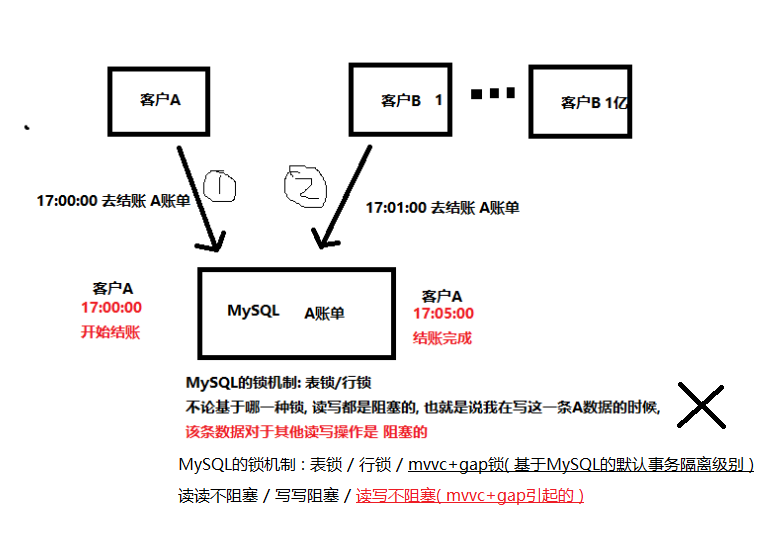 客户A
客户B 1
客户B 1亿
1
2
17:00:00 去结账 A账单
17:01:00 去结账 A账单
客户A
17:00:00
开始结账
MySQL A账单
客户A
17:05:00
结账完成
MySQL的锁机制: 表锁/行锁
不论基于哪一种锁, 读写都是阻塞的, 也就是说我在写这一条A数据的时候,
该条数据对于其他读写操作是 阻塞的
MySQL的锁机制 : 表锁 / 行锁 / mvvc+gap锁( 基于MySQL的默认事务隔离级别 )
读读不阻塞 / 写写阻塞 / 读写不阻塞( mvvc+gap引起的 )